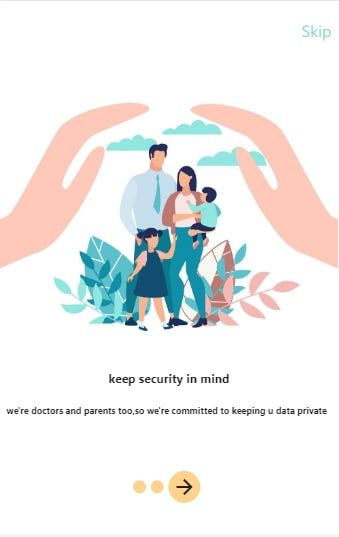 Skip
keep security in mind
we're doctors and parents too,so we're committed to keeping u data private